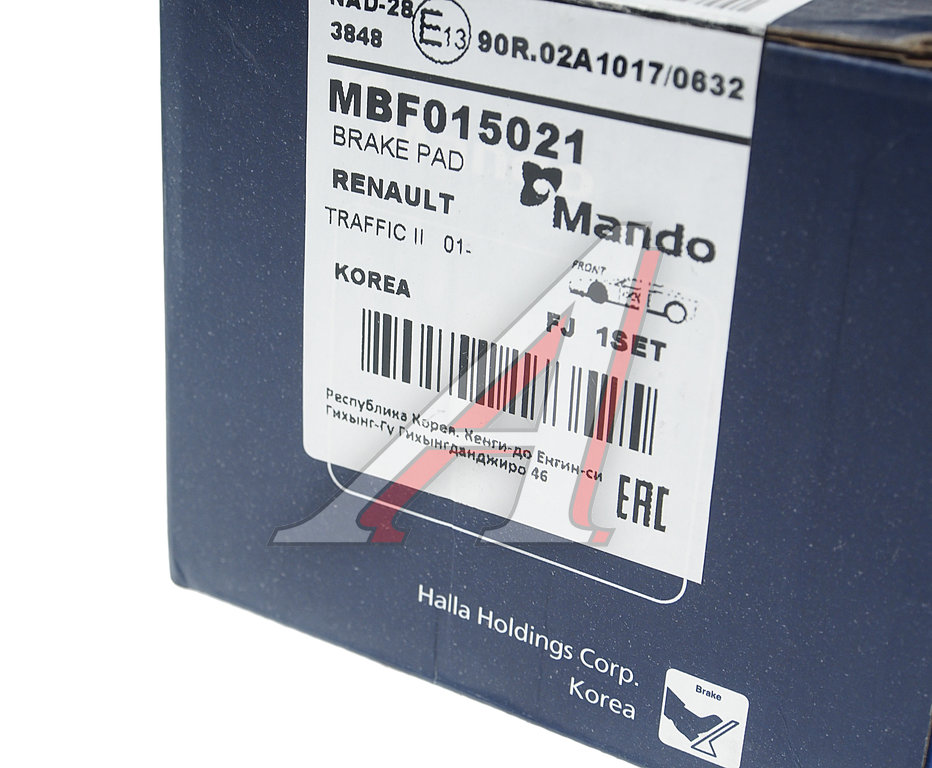 NAD-28
3848
E13
90R.02A1017/0632
MBF015021
BRAKE PAD
RENAULT
Mando
TRAFFIC II 01-
FRONT
KOREA
FJ 1SET
Республика Корея. Кенги-до Енгин-си
Гихынг-Гу Гихынгданджиро 46
EAC
Halla Holdings Corp.
Korea
Brake